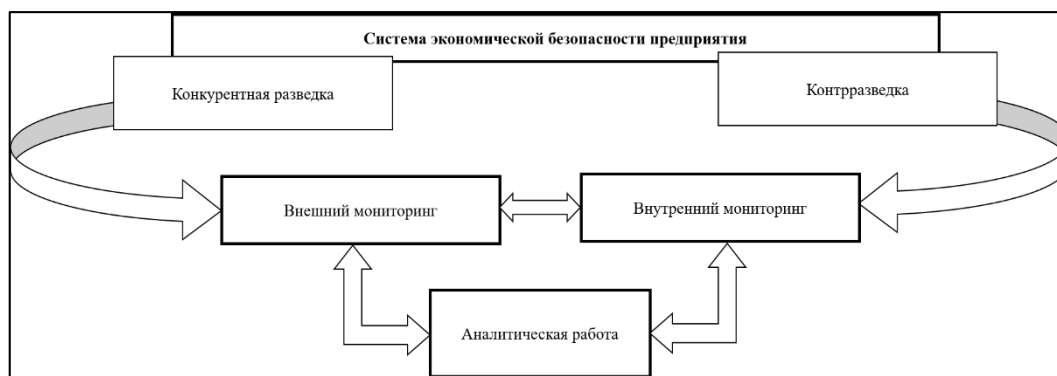 Система экономической безопасности предприятия
Конкурентная разведка
Контрразведка
Внешний мониторинг
Внутренний мониторинг
Аналитическая работа